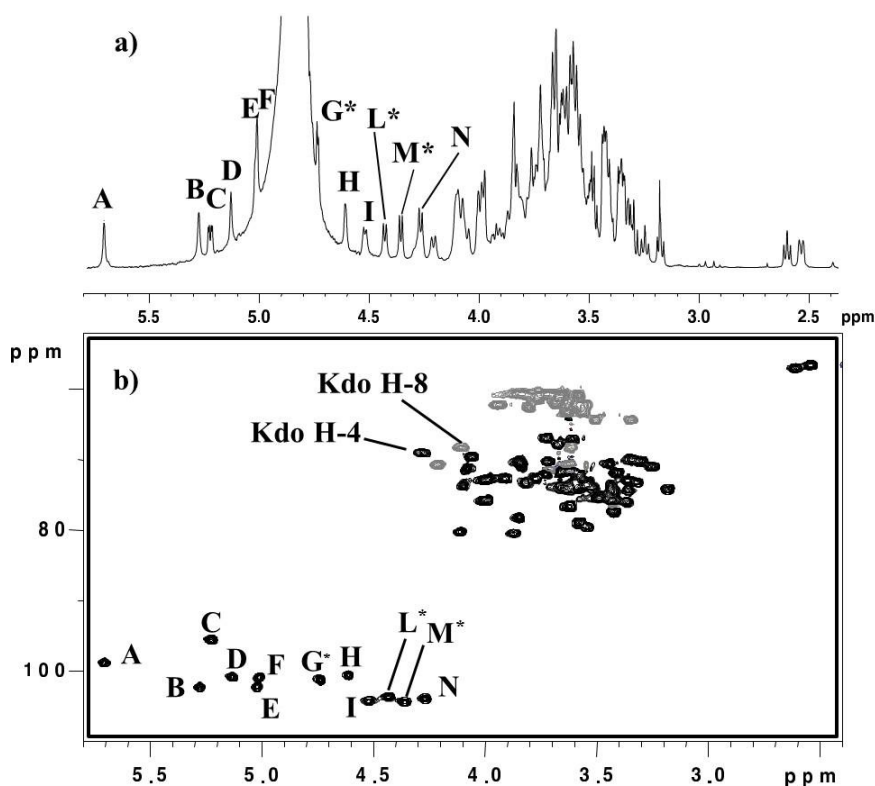 a)
A
B
C
D
E
F
G*
H
I
L*
M*
N
5.5 5.0 4.5 4.0 3.5 3.0 2.5 ppm
ppm
b)
Kdo H-8
Kdo H-4
80
100
A
B
C
D
E
F
G*
H
I
L*
M*
N
5.5 5.0 4.5 4.0 3.5 3.0 ppm